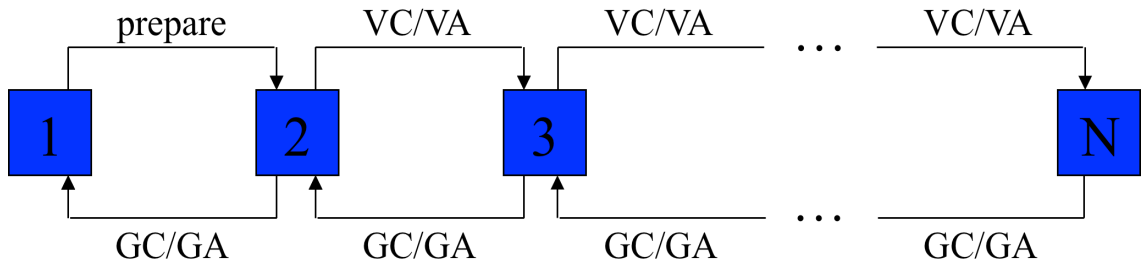 prepare VC/VA VC/VA … VC/VA
1 2 3 N
GC/GA GC/GA GC/GA … GC/GA